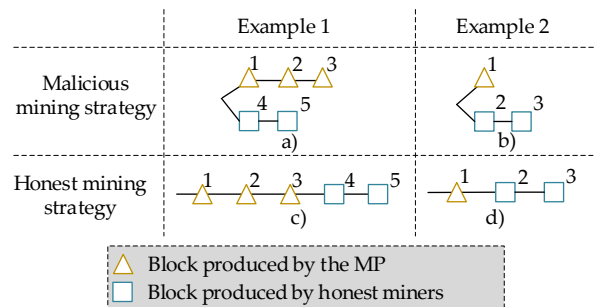 Example 1 Example 2
Malicious
mining strategy
1 2 3
4 5
a)
1
2 3
b)
Honest mining
strategy
1 2 3 4 5
c)
1 2 3
d)
Block produced by the MP
Block produced by honest miners